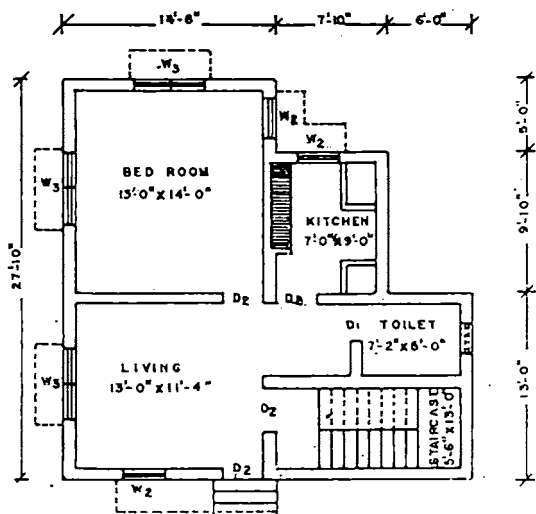 14'-8" 7'-10" 6'-0"
W3
W2
W2
5'-0"
BED ROOM
13'-0" X 14'-0"
W3
KITCHEN
7'-0" X 9'-0"
9'-10"
27'-10"
D2 D3
D1 TOILET
7'-2" X 6'-0"
LIVING
13'-0" X 11'-4"
W3
13'-0"
D2
STAIRCASE
5'-6" X 13'-0"
D2
W2